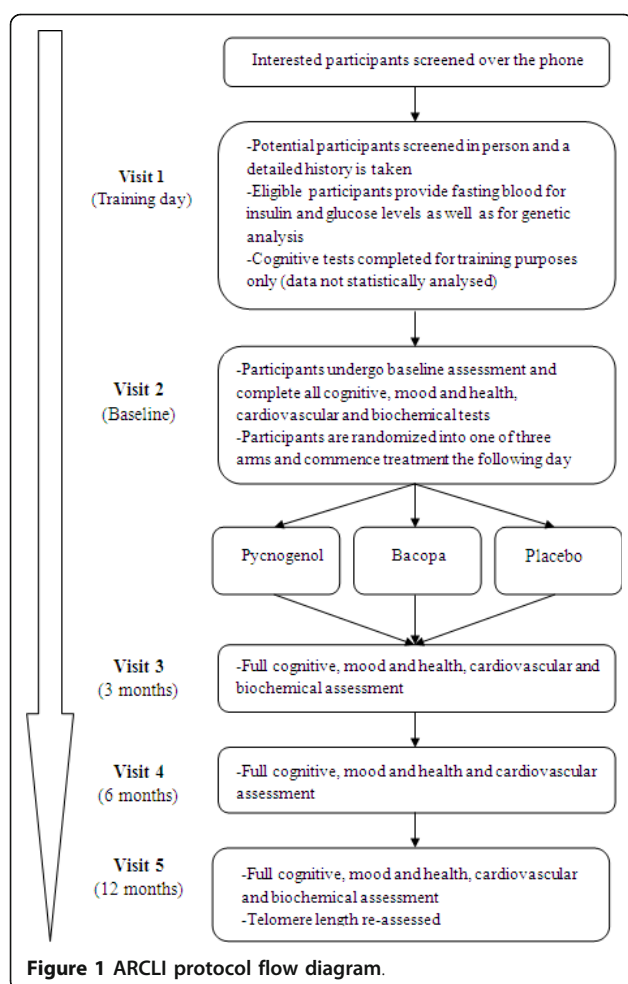 Interested participants screened over the phone
Visit 1
(Training day)
-Potential participants screened in person and a
detailed history is taken
-Eligible participants provide fasting blood for
insulin and glucose levels as well as for genetic
analysis
-Cognitive tests completed for training purposes
only (data not statistically analysed)
Visit 2
(Baseline)
-Participants undergo baseline assessment and
complete all cognitive, mood and health,
cardiovascular and biochemical tests
-Participants are randomized into one of three
arms and commence treatment the following day
Pycnogenol
Bacopa
Placebo
Visit 3
(3 months)
-Full cognitive, mood and health, cardiovascular and
biochemical assessment
Visit 4
(6 months)
-Full cognitive, mood and health and cardiovascular
assessment
Visit 5
(12 months)
-Full cognitive, mood and health, cardiovascular
and biochemical assessment
-Telomere length re-assessed
Figure 1 ARCLI protocol flow diagram.